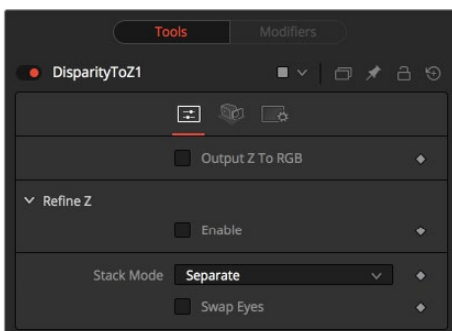 Tools Modifiers
DisparityToZ1
Output Z To RGB
Refine Z
Enable
Stack Mode Separate
Swap Eyes